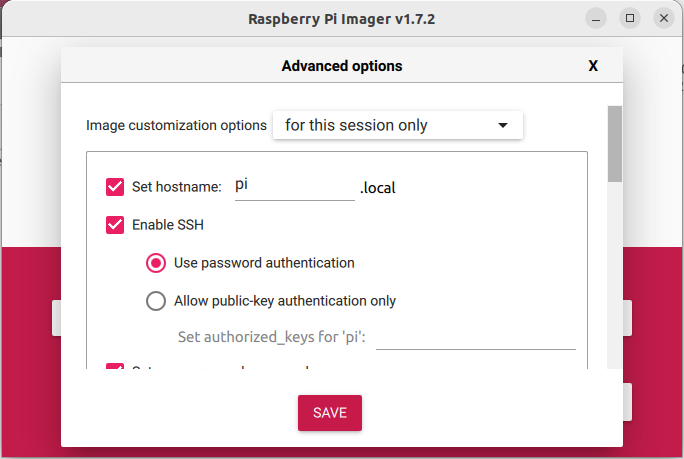 Raspberry Pi Imager v1.7.2
Advanced options X
Image customization options for this session only
Set hostname: pi .local
Enable SSH
Use password authentication
Allow public-key authentication only
Set authorized_keys for 'pi':
SAVE